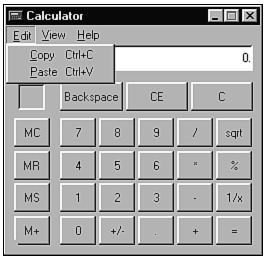 Calculator
Edit View Help
Copy Ctrl+C
Paste Ctrl+V
0.
Backspace CE C
MC 7 8 9 / sqrt
MR 4 5 6 * %
MS 1 2 3 - 1/x
M+ 0 +/- . + =